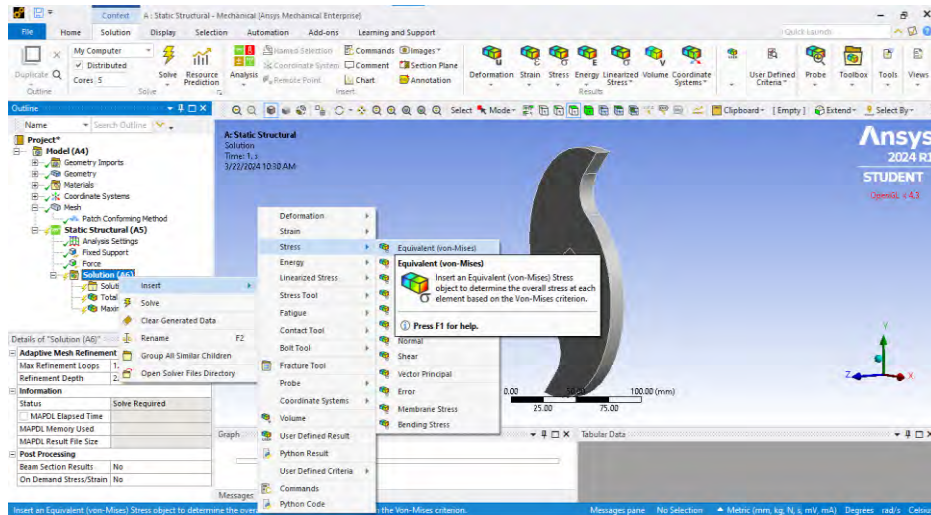 Context
A : Static Structural - Mechanical [Ansys Mechanical Enterprise]
File
Home
Solution
Display
Selection
Automation
Add-ons
Learning and Support
Quick Launch
Duplicate
My Computer
Distributed
Cores 5
Solve
Resource Prediction
Analysis
Named Selection
Coordinate System
Remote Point
Commands
Comment
Chart
Images
Section Plane
Annotation
Deformation
Strain
Stress
Energy
Linearized Stress
Volume
Coordinate Systems
User Defined Criteria
Probe
Toolbox
Tools
Views
Outline
Solve
Insert
Results
Outline
Name
Search Outline
Project*
Model (A4)
Geometry Imports
Geometry
Materials
Coordinate Systems
Mesh
Patch Conforming Method
Static Structural (A5)
Analysis Settings
Fixed Support
Force
Solution (A6)
Soluti
Total
Maxin
Select
Mode
Clipboard
[Empty]
Extend
Select By
A: Static Structural
Solution
Time: 1. s
3/22/2024 10:30 AM
Ansys
2024 R1
STUDENT
Insert
Solve
Clear Generated Data
Rename F2
Group All Similar Children
Open Solver Files Directory
Deformation
Strain
Stress
Energy
Linearized Stress
Stress Tool
Fatigue
Contact Tool
Bolt Tool
Fracture Tool
Probe
Coordinate Systems
Volume
User Defined Result
Python Result
User Defined Criteria
Commands
Python Code
Equivalent (von-Mises)
Equivalent (von-Mises)
Insert an Equivalent (von-Mises) Stress
object to determine the overall stress at each
element based on the Von-Mises criterion.
Press F1 for help.
Normal
Shear
Vector Principal
Error
Membrane Stress
Bending Stress
Details of "Solution (A6)"
Adaptive Mesh Refinement
Max Refinement Loops 1.
Refinement Depth 2.
Information
Status Solve Required
MAPDL Elapsed Time
MAPDL Memory Used
MAPDL Result File Size
Post Processing
Beam Section Results No
On Demand Stress/Strain No
0.00
50.00
100.00 (mm)
25.00
75.00
Y
Z
X
Graph
Tabular Data
Messages
Insert an Equivalent (von-Mises) Stress object to determine the over
the Von-Mises criterion.
Messages pane
No Selection
Metric (mm, kg, N, s, mV, mA)
Degrees
rad/s
Celsius